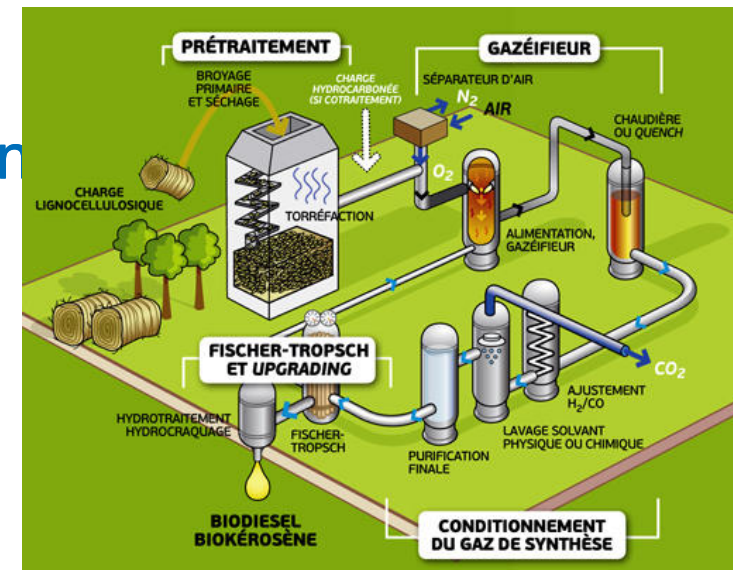 PRÉTRAITEMENT
BROYAGE
PRIMAIRE
ET SÉCHAGE
CHARGE
HYDROCARBONÉE
(SI COTRAITEMENT)
GAZÉIFIEUR
SÉPARATEUR D'AIR
N2
AIR
O2
CHAUDIÈRE
OU QUENCH
CHARGE
LIGNOCELLULOSIQUE
TORRÉFACTION
ALIMENTATION,
GAZÉIFIEUR
FISCHER-TROPSCH
ET UPGRADING
CO2
AJUSTEMENT
H2/CO
LAVAGE SOLVANT
PHYSIQUE OU CHIMIQUE
HYDROTRAITEMENT
HYDROCRAQUAGE
FISCHER-
TROPSCH
PURIFICATION
FINALE
BIODIESEL
BIOKÉROSÈNE
CONDITIONNEMENT
DU GAZ DE SYNTHÈSE